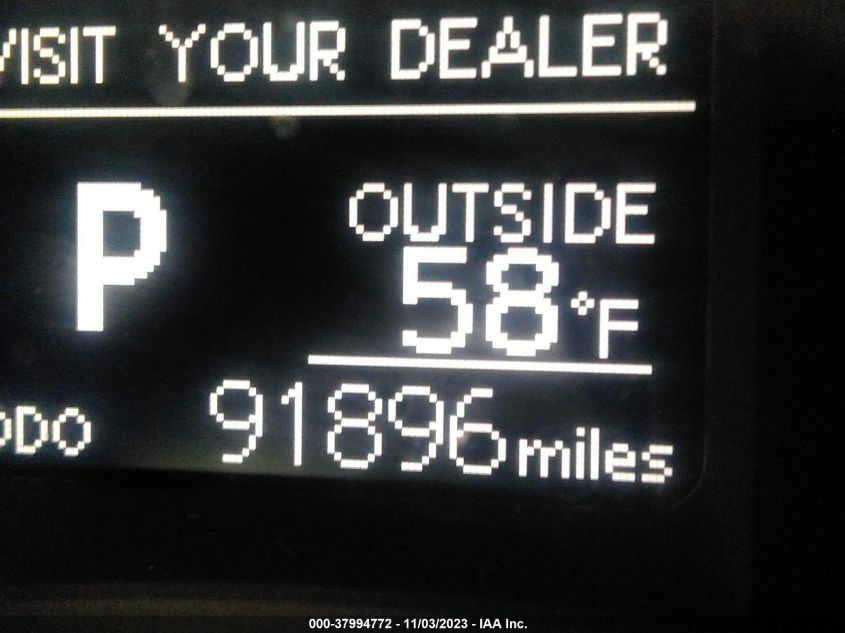 VISIT YOUR DEALER
P
OUTSIDE
58°F
ODO 91896 miles
000-37994772 - 11/03/2023 - IAA Inc.